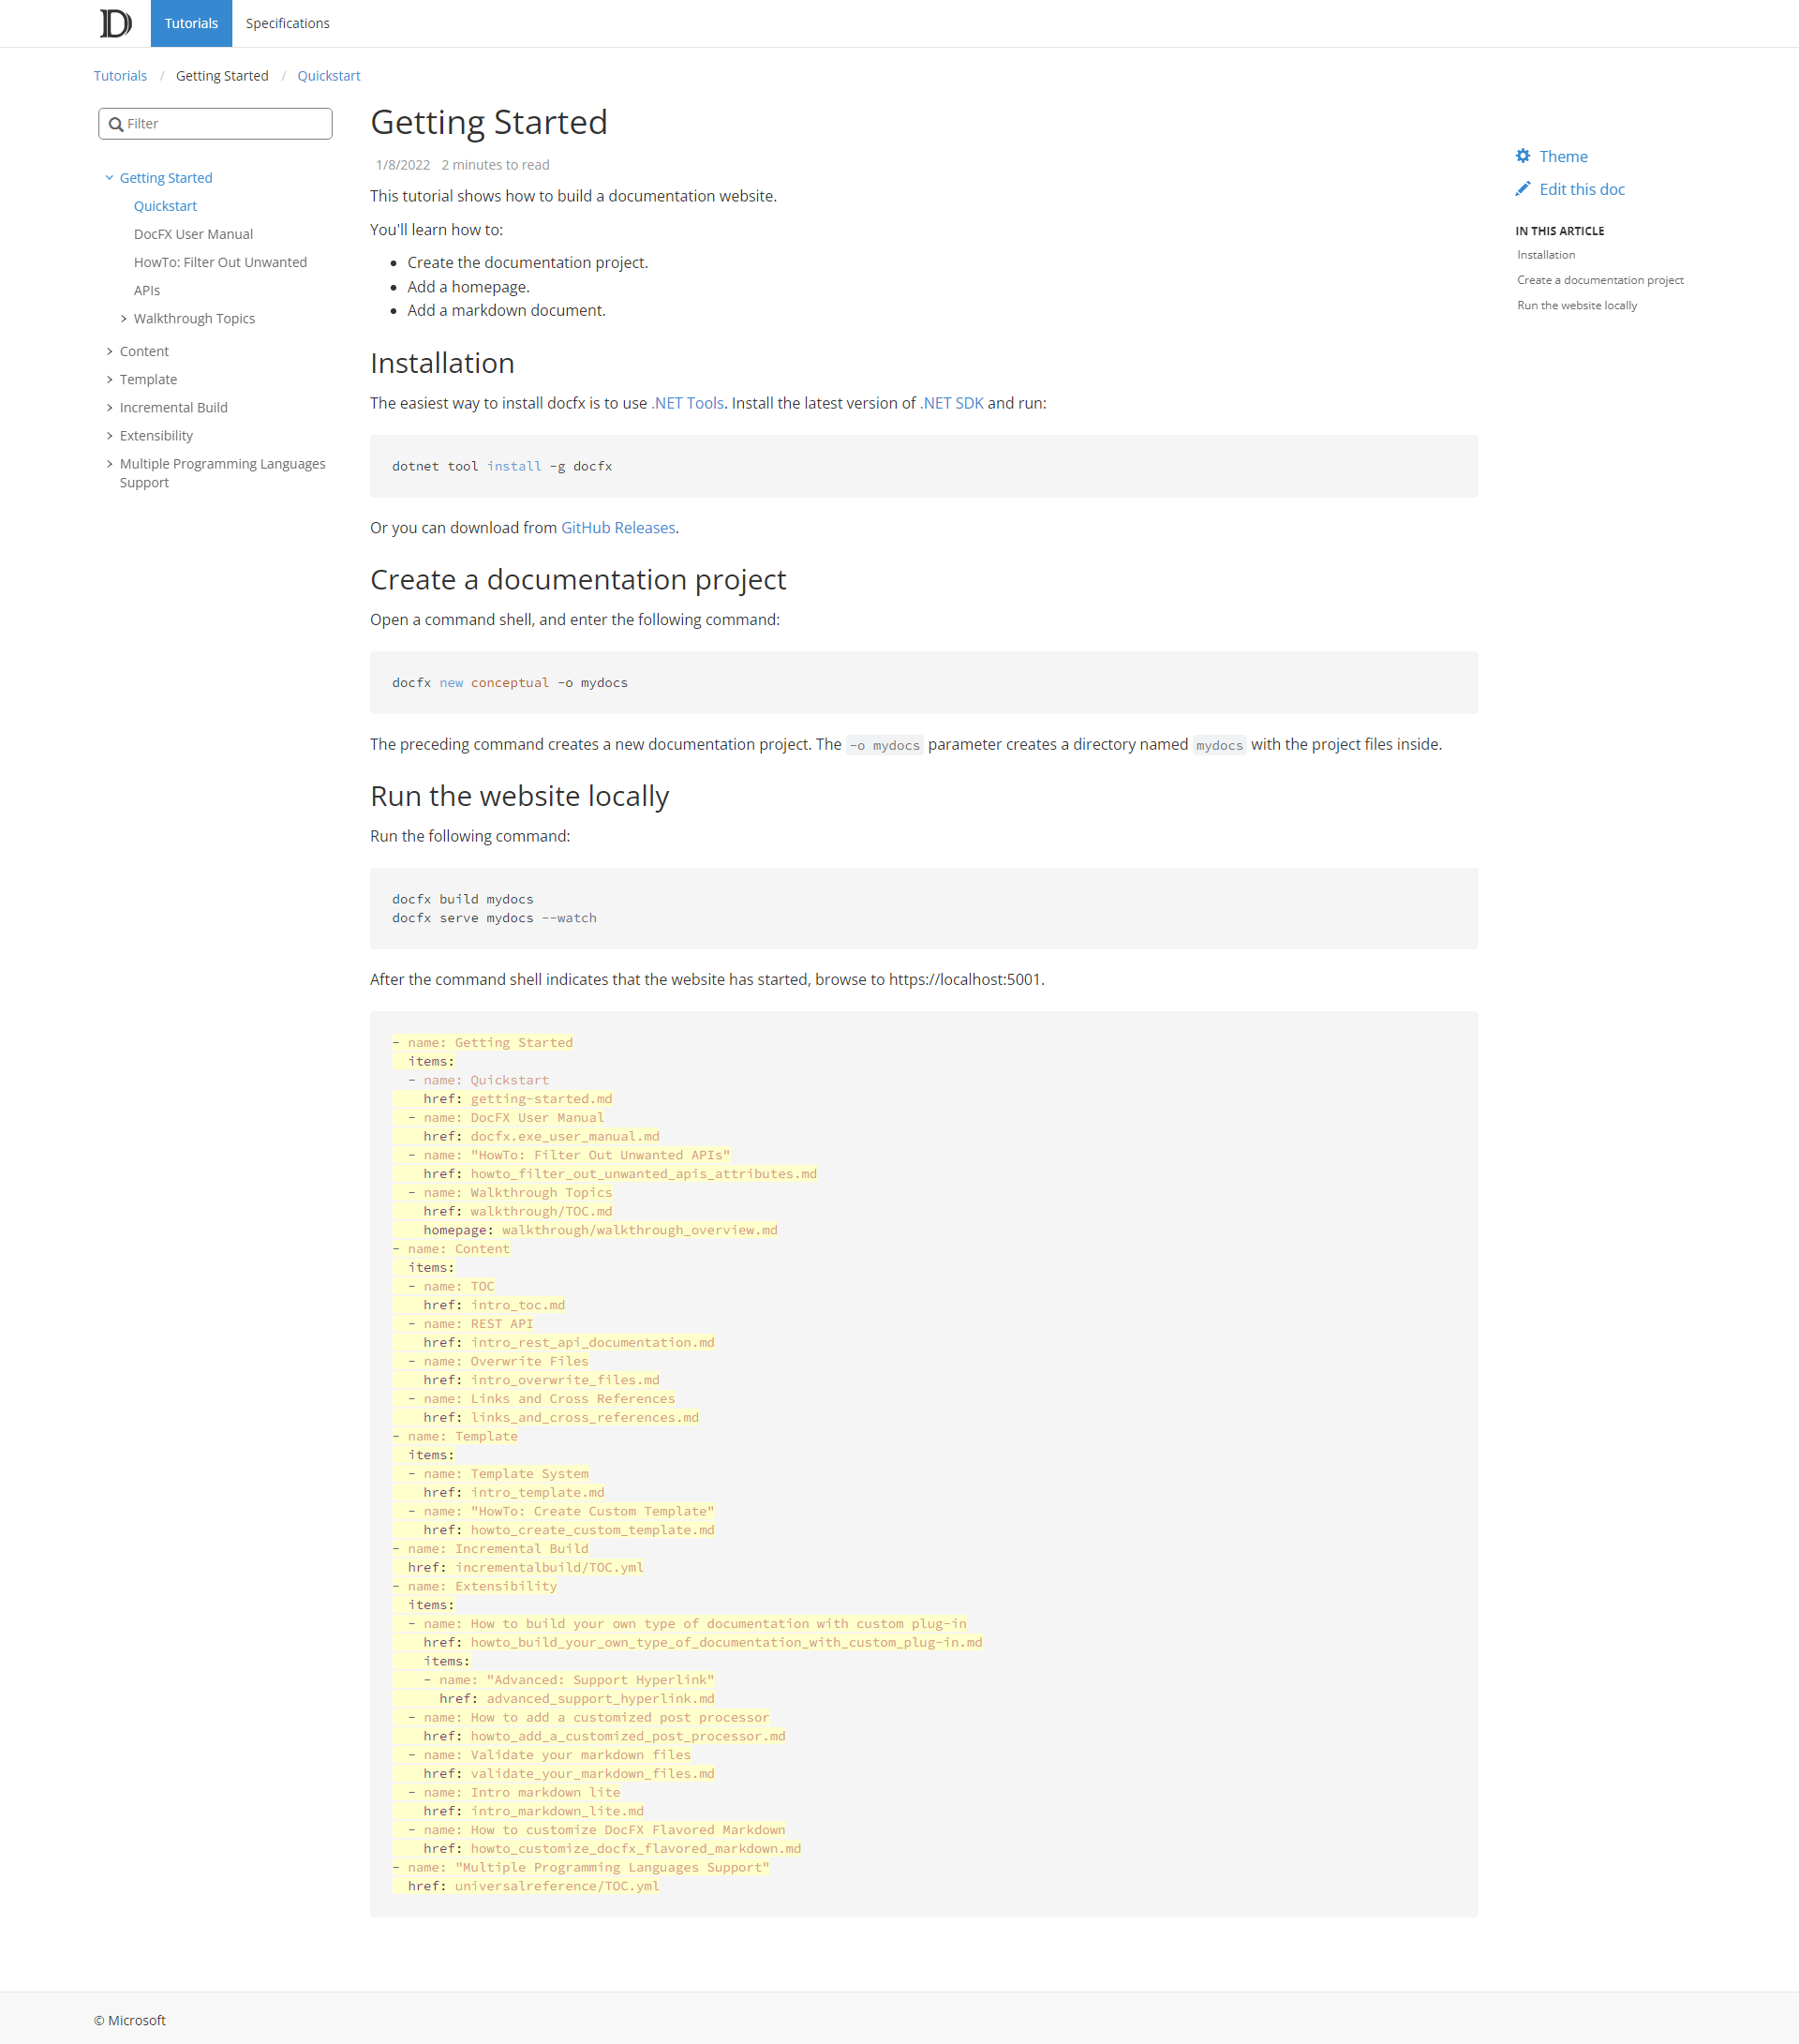 D
Tutorials
Specifications
Tutorials / Getting Started / Quickstart
Filter
Getting Started
Quickstart
DocFX User Manual
HowTo: Filter Out Unwanted
APIs
Walkthrough Topics
Content
Template
Incremental Build
Extensibility
Multiple Programming Languages
Support
Getting Started
1/8/2022 2 minutes to read
This tutorial shows how to build a documentation website.
You'll learn how to:
• Create the documentation project.
• Add a homepage.
• Add a markdown document.
Installation
The easiest way to install docfx is to use .NET Tools. Install the latest version of .NET SDK and run:
dotnet tool install -g docfx
Or you can download from GitHub Releases.
Create a documentation project
Open a command shell, and enter the following command:
docfx new conceptual -o mydocs
The preceding command creates a new documentation project. The -o mydocs parameter creates a directory named mydocs with the project files inside.
Run the website locally
Run the following command:
docfx build mydocs
docfx serve mydocs --watch
After the command shell indicates that the website has started, browse to https://localhost:5001.
- name: Getting Started
  items:
  - name: Quickstart
    href: getting-started.md
  - name: DocFX User Manual
    href: docfx.exe_user_manual.md
  - name: "HowTo: Filter Out Unwanted APIs"
    href: howto_filter_out_unwanted_apis_attributes.md
  - name: Walkthrough Topics
    href: walkthrough/TOC.md
    homepage: walkthrough/walkthrough_overview.md
- name: Content
  items:
  - name: TOC
    href: intro_toc.md
  - name: REST API
    href: intro_rest_api_documentation.md
  - name: Overwrite Files
    href: intro_overwrite_files.md
  - name: Links and Cross References
    href: links_and_cross_references.md
- name: Template
  items:
  - name: Template System
    href: intro_template.md
  - name: "HowTo: Create Custom Template"
    href: howto_create_custom_template.md
- name: Incremental Build
  href: incrementalbuild/TOC.yml
- name: Extensibility
  items:
  - name: How to build your own type of documentation with custom plug-in
    href: howto_build_your_own_type_of_documentation_with_custom_plug-in.md
    items:
    - name: "Advanced: Support Hyperlink"
      href: advanced_support_hyperlink.md
  - name: How to add a customized post processor
    href: howto_add_a_customized_post_processor.md
  - name: Validate your markdown files
    href: validate_your_markdown_files.md
  - name: Intro markdown lite
    href: intro_markdown_lite.md
  - name: How to customize DocFX Flavored Markdown
    href: howto_customize_docfx_flavored_markdown.md
- name: "Multiple Programming Languages Support"
  href: universalreference/TOC.yml
Theme
Edit this doc
IN THIS ARTICLE
Installation
Create a documentation project
Run the website locally
© Microsoft